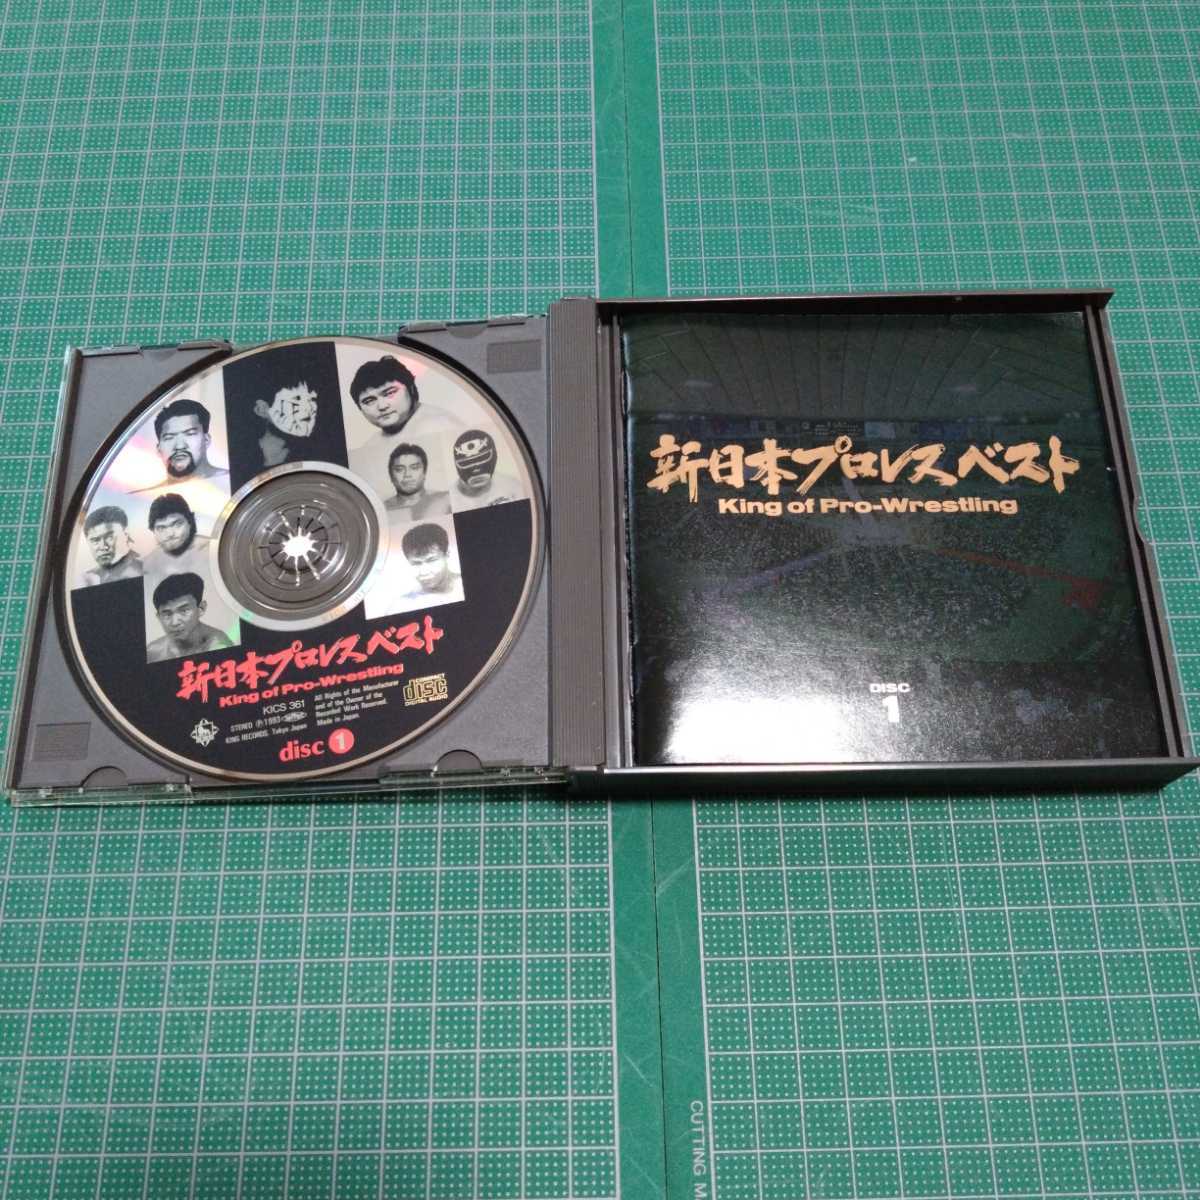 新日本プロレスベスト
King of Pro-Wrestling
KICS 361
STEREO Ⓟ1993
KING RECORDS, Tokyo Japan
All Rights of the Manufacturer
and of the Owner of the
Recorded Work Reserved.
Made in Japan.
COMPACT
disc
DIGITAL AUDIO
disc 1
新日本プロレスベスト
King of Pro-Wrestling
DISC
1
CUTTING M